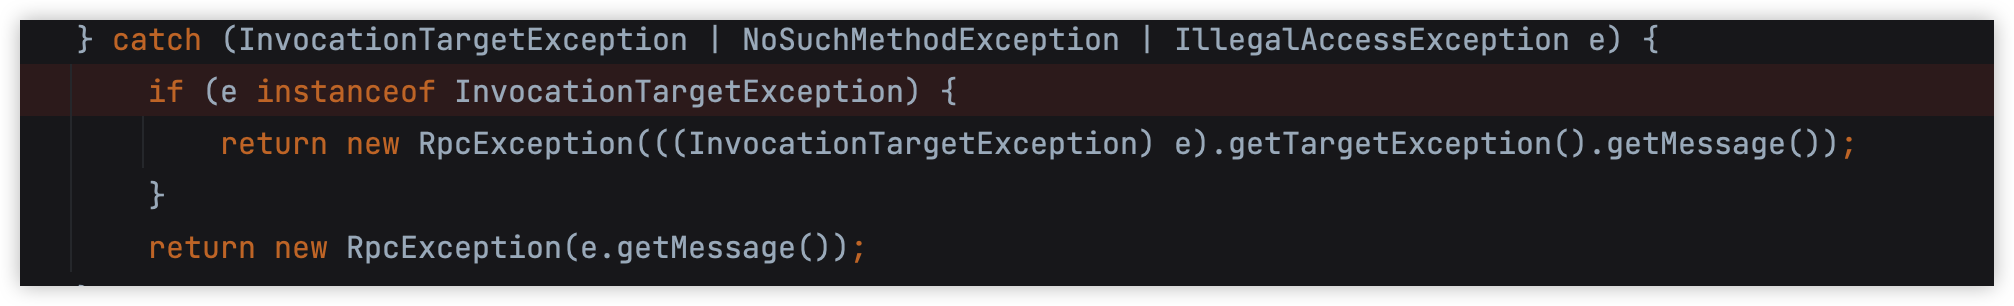 } catch (InvocationTargetException | NoSuchMethodException | IllegalAccessException e) {
if (e instanceof InvocationTargetException) {
return new RpcException(((InvocationTargetException) e).getTargetException().getMessage());
}
return new RpcException(e.getMessage());